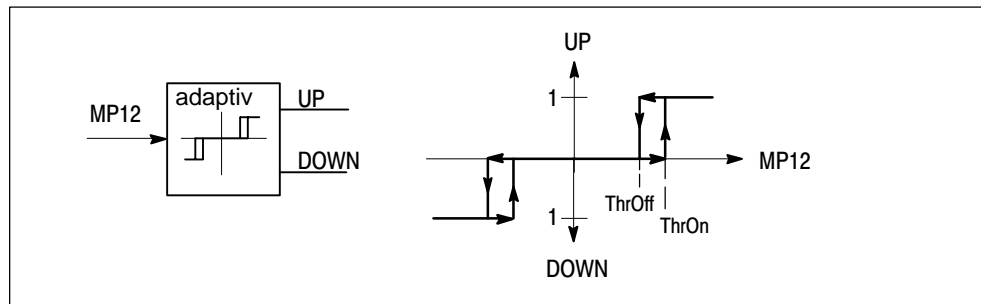 MP12
adaptiv
UP
DOWN
UP
1
MP12
ThrOff
ThrOn
1
DOWN